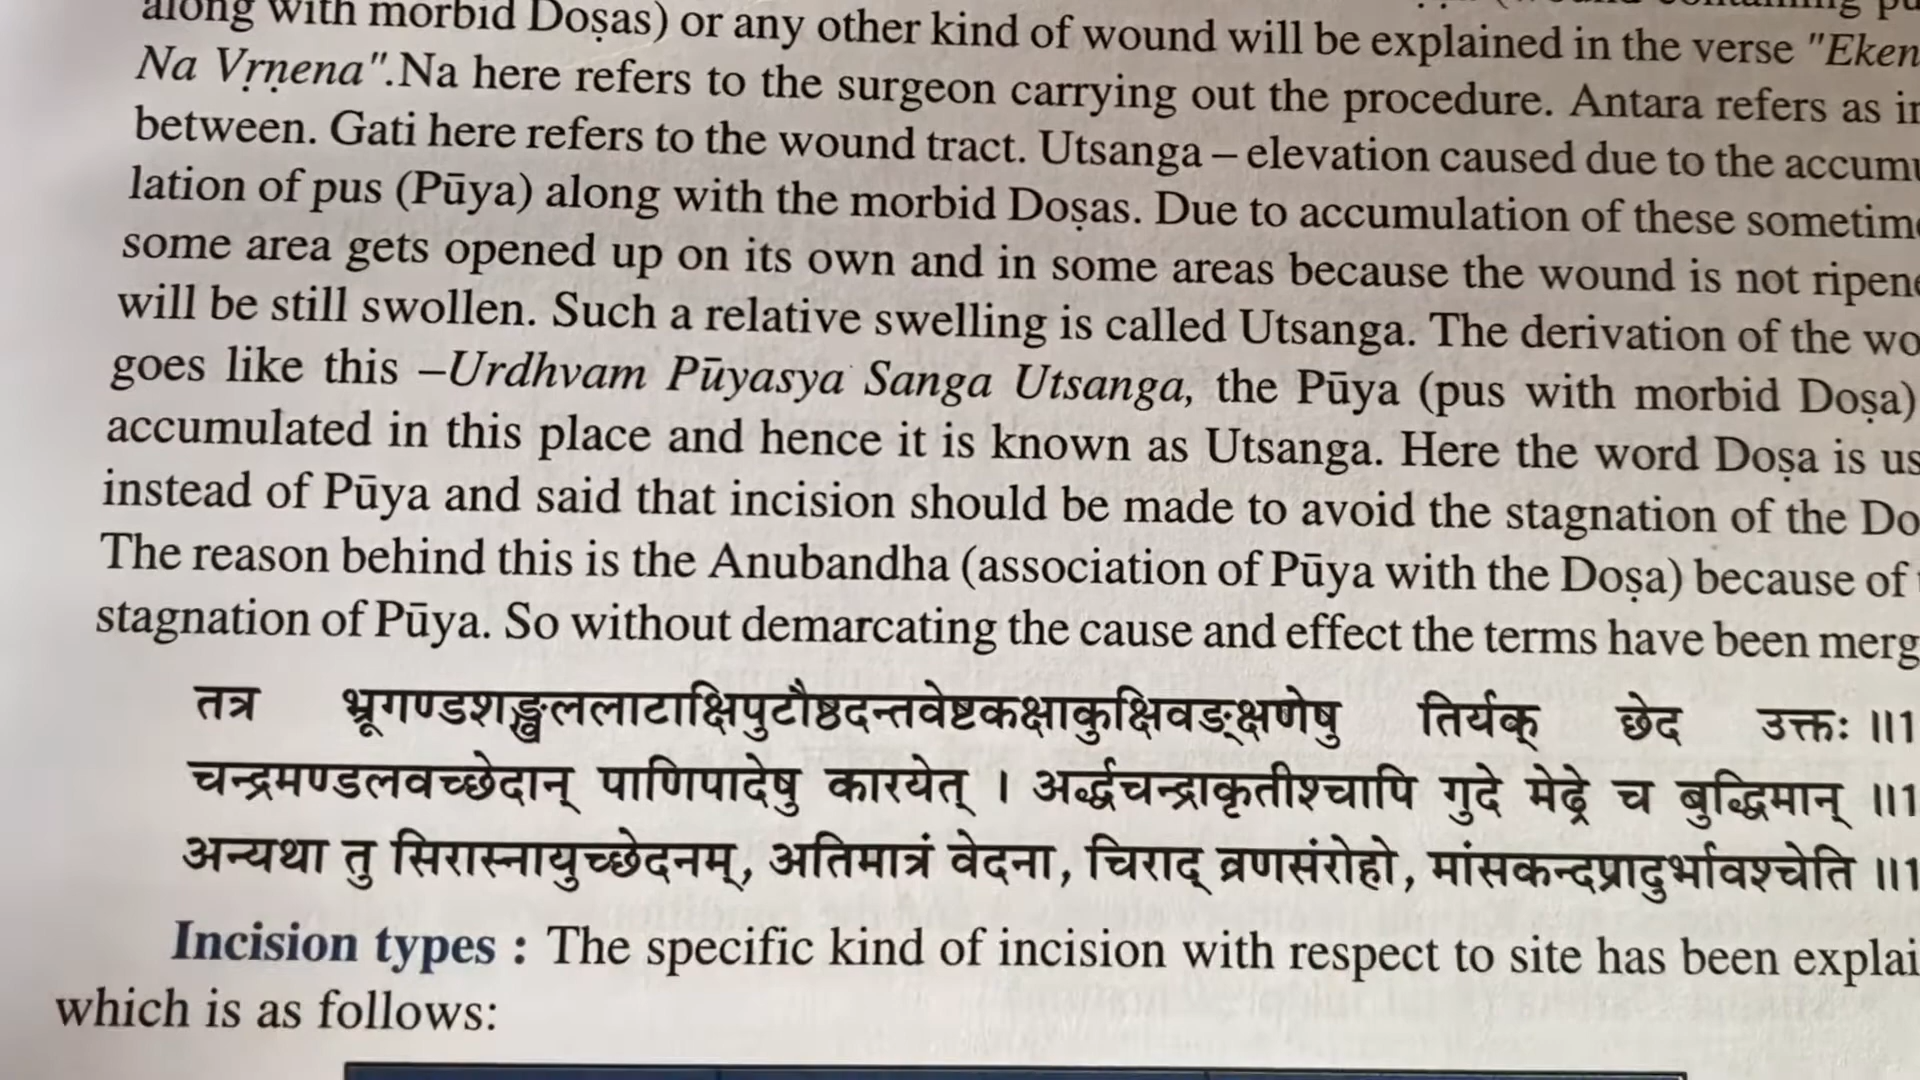 along with morbid Doṣas) or any other kind of wound will be explained in the verse "Eken
Na Vṛṇena".Na here refers to the surgeon carrying out the procedure. Antara refers as in
between. Gati here refers to the wound tract. Utsanga – elevation caused due to the accumu
lation of pus (Pūya) along with the morbid Doṣas. Due to accumulation of these sometime
some area gets opened up on its own and in some areas because the wound is not ripene
will be still swollen. Such a relative swelling is called Utsanga. The derivation of the wo
goes like this –Urdhvam Pūyasya Sanga Utsanga, the Pūya (pus with morbid Doṣa)
accumulated in this place and hence it is known as Utsanga. Here the word Doṣa is us
instead of Pūya and said that incision should be made to avoid the stagnation of the Do
The reason behind this is the Anubandha (association of Pūya with the Doṣa) because of
stagnation of Pūya. So without demarcating the cause and effect the terms have been merg
तत्र भ्रूगण्डशङ्खललाटाक्षिपुटौष्ठदन्तवेष्टकक्षाकुक्षिवङ्क्षणेषु तिर्यक् छेद उक्तः ॥1
चन्द्रमण्डलवच्छेदान् पाणिपादेषु कारयेत् । अर्द्धचन्द्राकृतीश्चापि गुदे मेढ्रे च बुद्धिमान् ॥1
अन्यथा तु सिरास्नायुच्छेदनम्, अतिमात्रं वेदना, चिराद् व्रणसंरोहो, मांसकन्दप्रादुर्भावश्चेति ॥1
Incision types : The specific kind of incision with respect to site has been explai
which is as follows: